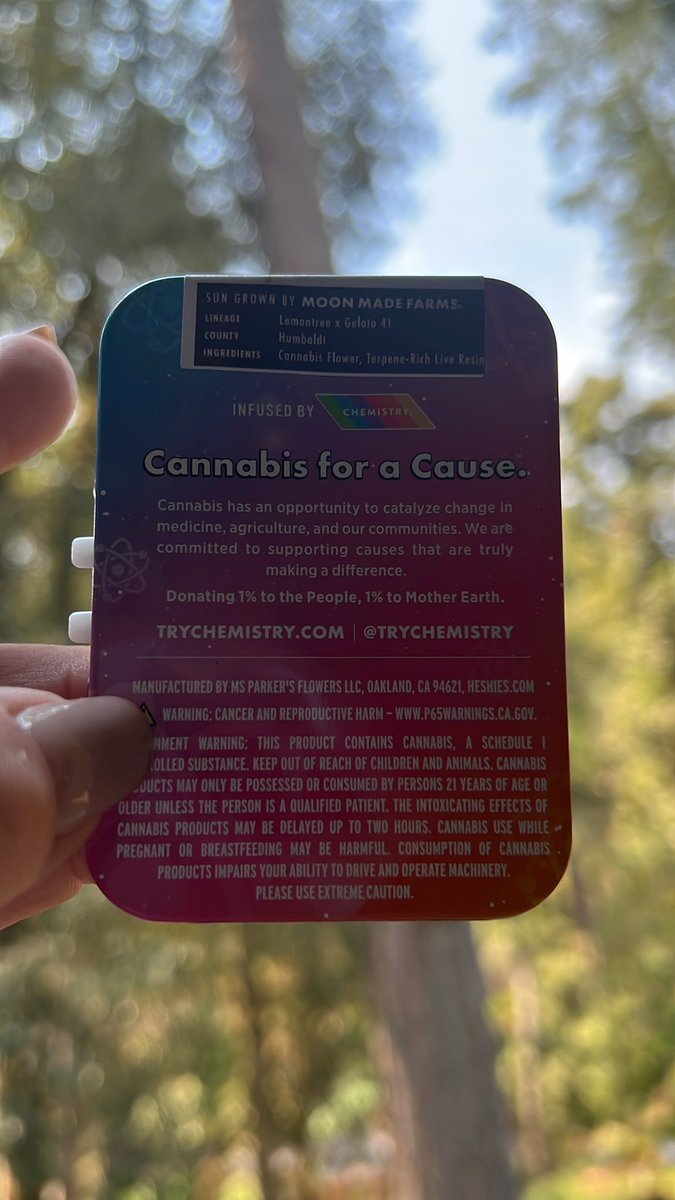 SUN GROWN BY MOON MADE FARMS
LINEAGE Lemontree x Gelato 41
COUNTY Humboldt
INGREDIENTS Cannabis Flower, Terpene-Rich Live Resin
INFUSED BY CHEMISTRY
Cannabis for a Cause.
Cannabis has an opportunity to catalyze change in
medicine, agriculture, and our communities. We are
committed to supporting causes that are truly
making a difference.
Donating 1% to the People, 1% to Mother Earth.
TRYCHEMISTRY.COM | @TRYCHEMISTRY
MANUFACTURED BY MS PARKER'S FLOWERS LLC, OAKLAND, CA 94621, HESHIES.COM
WARNING: CANCER AND REPRODUCTIVE HARM – WWW.P65WARNINGS.CA.GOV.
NMENT WARNING: THIS PRODUCT CONTAINS CANNABIS, A SCHEDULE I
OLLED SUBSTANCE. KEEP OUT OF REACH OF CHILDREN AND ANIMALS. CANNABIS
ODUCTS MAY ONLY BE POSSESSED OR CONSUMED BY PERSONS 21 YEARS OF AGE OR
OLDER UNLESS THE PERSON IS A QUALIFIED PATIENT. THE INTOXICATING EFFECTS OF
CANNABIS PRODUCTS MAY BE DELAYED UP TO TWO HOURS. CANNABIS USE WHILE
PREGNANT OR BREASTFEEDING MAY BE HARMFUL. CONSUMPTION OF CANNABIS
PRODUCTS IMPAIRS YOUR ABILITY TO DRIVE AND OPERATE MACHINERY.
PLEASE USE EXTREME CAUTION.